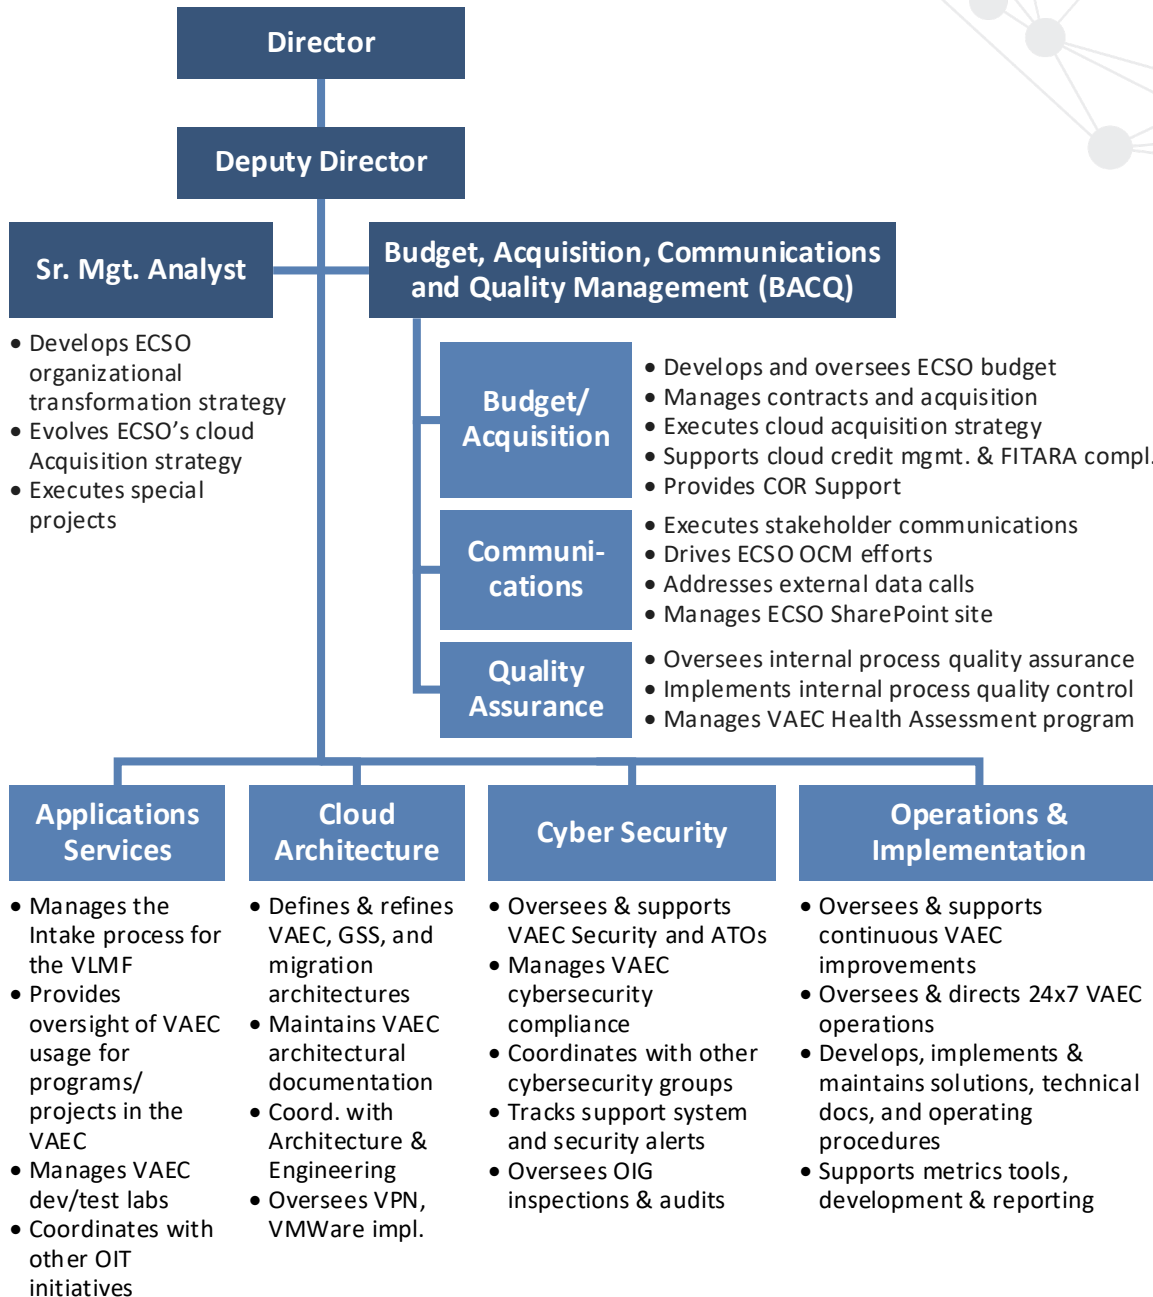 Director
Deputy Director
Sr. Mgt. Analyst
• Develops ECSO
organizational
transformation strategy
• Evolves ECSO’s cloud
Acquisition strategy
• Executes special
projects
Budget, Acquisition, Communications
and Quality Management (BACQ)
Budget/
Acquisition
• Develops and oversees ECSO budget
• Manages contracts and acquisition
• Executes cloud acquisition strategy
• Supports cloud credit mgmt. & FITARA compl.
• Provides COR Support
Communi-
cations
• Executes stakeholder communications
• Drives ECSO OCM efforts
• Addresses external data calls
• Manages ECSO SharePoint site
Quality
Assurance
• Oversees internal process quality assurance
• Implements internal process quality control
• Manages VAEC Health Assessment program
Applications
Services
• Manages the
Intake process for
the VLMF
• Provides
oversight of VAEC
usage for
programs/
projects in the
VAEC
• Manages VAEC
dev/test labs
• Coordinates with
other OIT
initiatives
Cloud
Architecture
• Defines & refines
VAEC, GSS, and
migration
architectures
• Maintains VAEC
architectural
documentation
• Coord. with
Architecture &
Engineering
• Oversees VPN,
VMWare impl.
Cyber Security
• Oversees & supports
VAEC Security and ATOs
• Manages VAEC
cybersecurity
compliance
• Coordinates with other
cybersecurity groups
• Tracks support system
and security alerts
• Oversees OIG
inspections & audits
Operations &
Implementation
• Oversees & supports
continuous VAEC
improvements
• Oversees & directs 24x7 VAEC
operations
• Develops, implements &
maintains solutions, technical
docs, and operating
procedures
• Supports metrics tools,
development & reporting